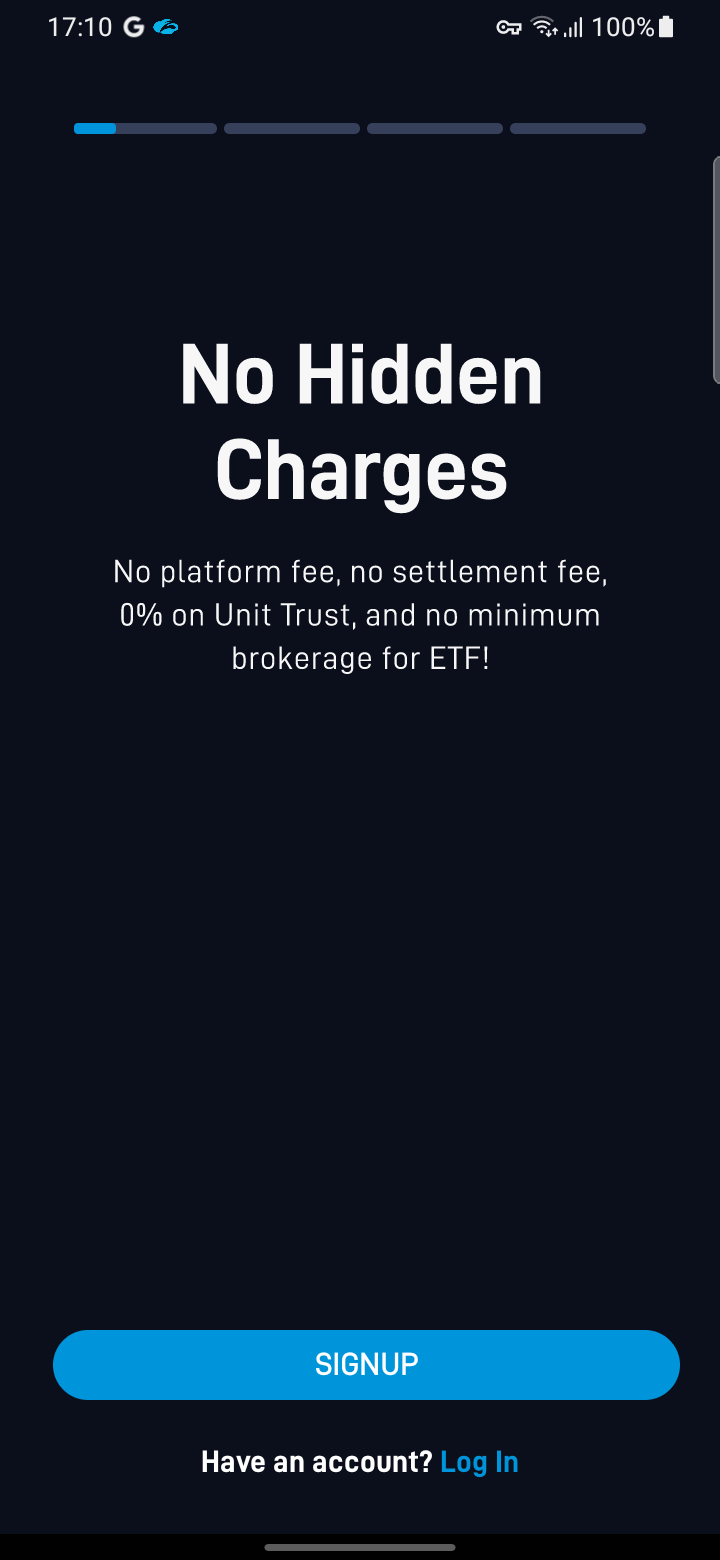 17:10 G 100%
No Hidden
Charges
No platform fee, no settlement fee,
0% on Unit Trust, and no minimum
brokerage for ETF!
SIGNUP
Have an account? Log In